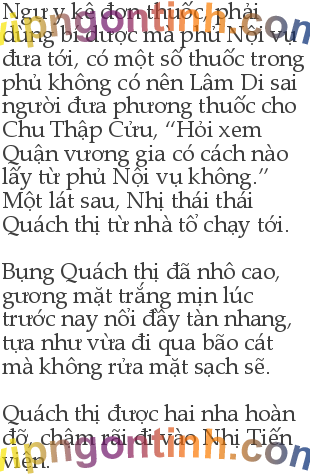 Ngự y kê đơn thuốc, phải
dùng bí dược mà phủ Nội vụ
đưa tới, có một số thuốc trong
phủ không có nên Lâm Di sai
người đưa phương thuốc cho
Chu Thập Cửu, “Hỏi xem
Quận vương gia có cách nào
lấy từ phủ Nội vụ không.”
Một lát sau, Nhị thái thái
Quách thị từ nhà tổ chạy tới.
Bụng Quách thị đã nhô cao,
gương mặt trắng mịn lúc
trước nay nổi đầy tàn nhang,
tựa như vừa đi qua bão cát
mà không rửa mặt sạch sẽ.
Quách thị được hai nha hoàn
đỡ, chậm rãi đi vào Nhị Tiến
viện.
vipngontinh.com
vipngontinh.com